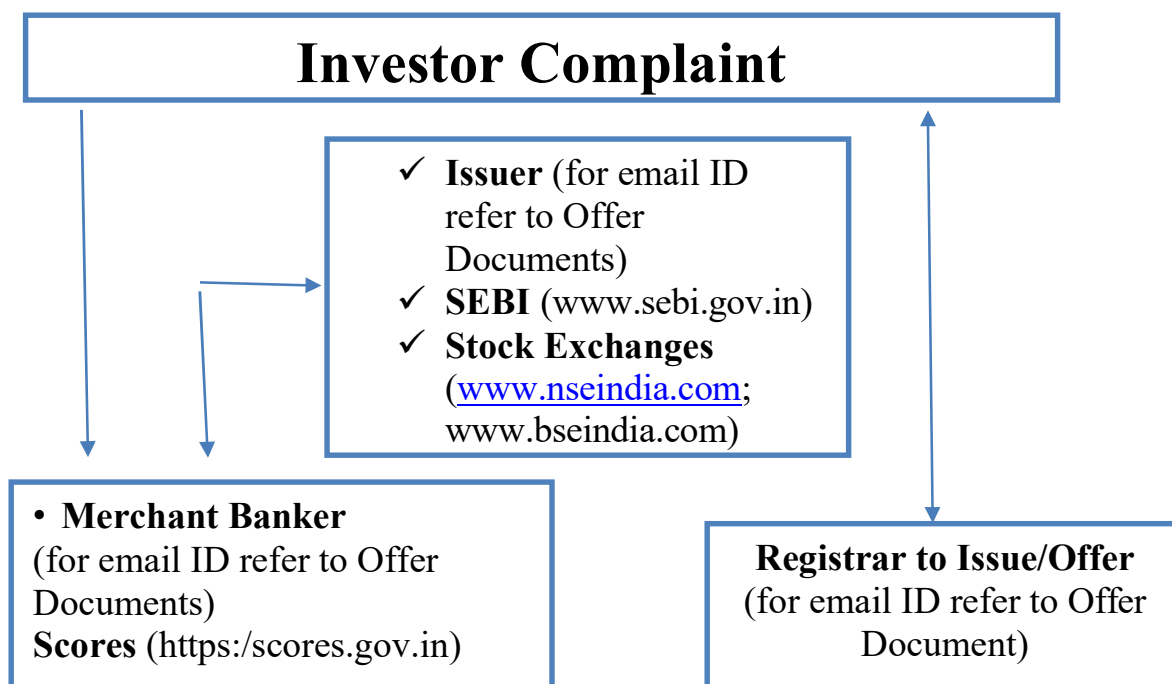 Investor Complaint
✓ Issuer (for email ID
refer to Offer
Documents)
✓ SEBI (www.sebi.gov.in)
✓ Stock Exchanges
(www.nseindia.com;
www.bseindia.com)
• Merchant Banker
(for email ID refer to Offer
Documents)
Scores (https:/scores.gov.in)
Registrar to Issue/Offer
(for email ID refer to Offer
Document)